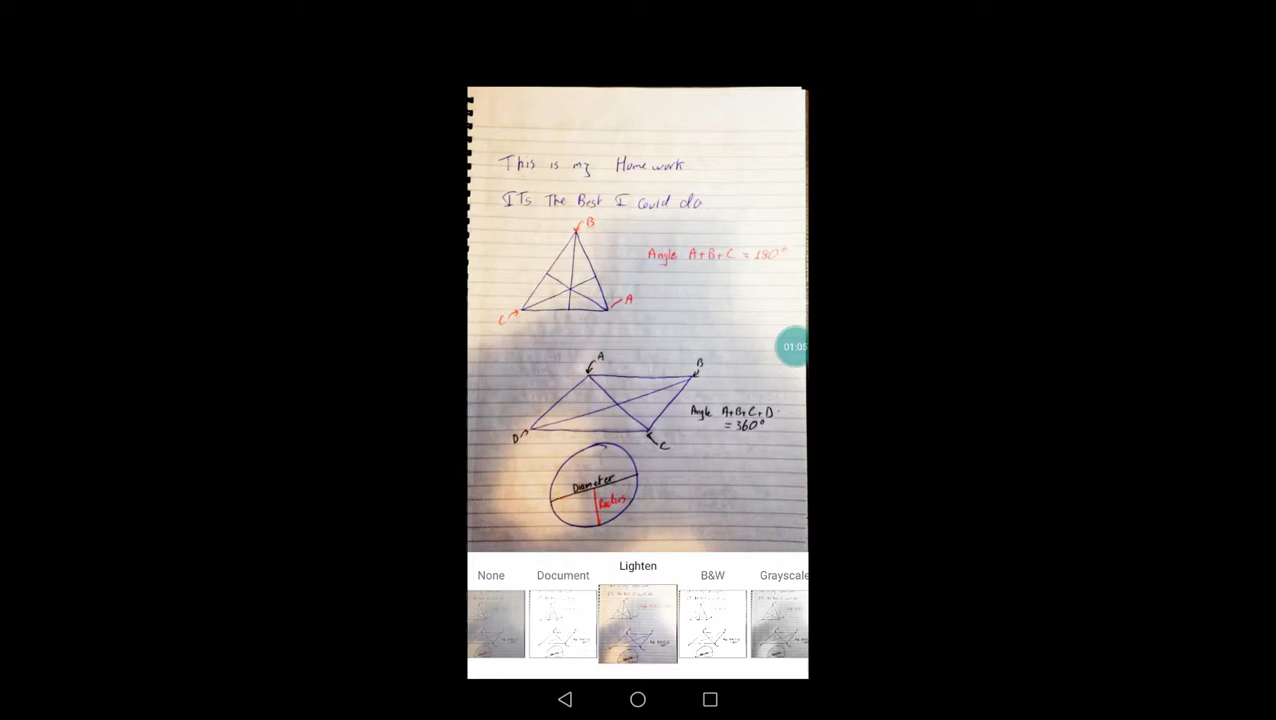 This is my Homework
ITs The Best I Could do
B
Angle A+B+C = 180°
A
C
01:05
A
B
Angle A+B+C+D
= 360°
D
C
Diameter
Radius
Lighten
None
Document
B&W
Grayscale